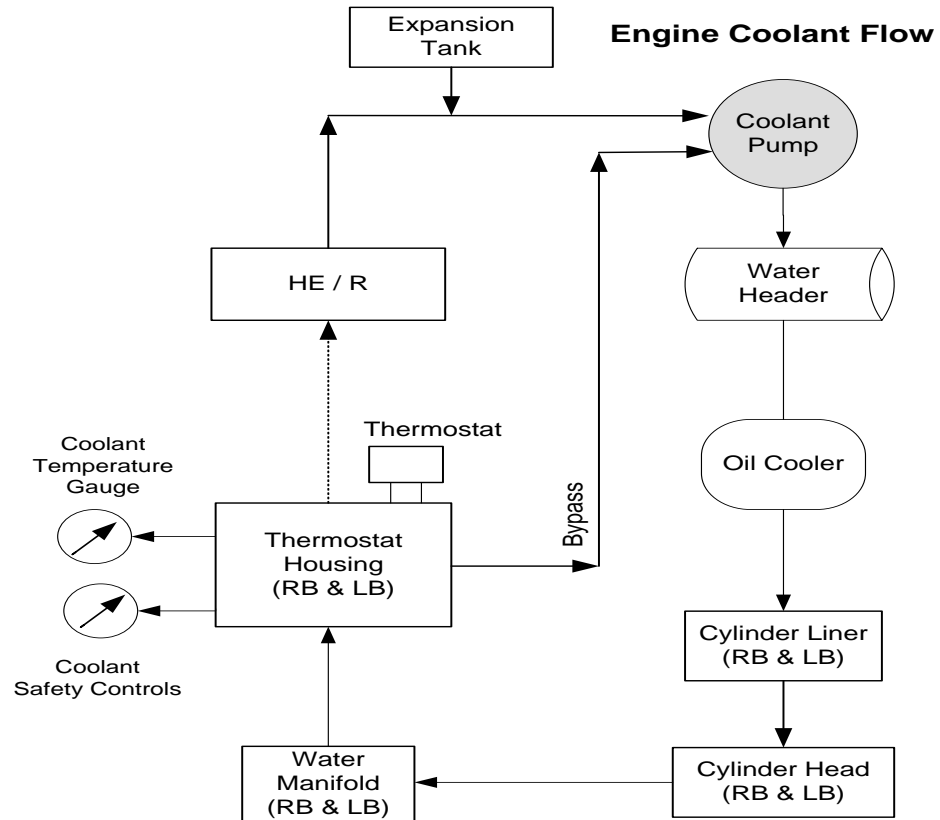 Expansion
Tank
Engine Coolant Flow
Coolant
Pump
HE / R
Water
Header
Thermostat
Coolant
Temperature
Gauge
Oil Cooler
Bypass
Thermostat
Housing
(RB & LB)
Coolant
Safety Controls
Cylinder Liner
(RB & LB)
Water
Manifold
(RB & LB)
Cylinder Head
(RB & LB)